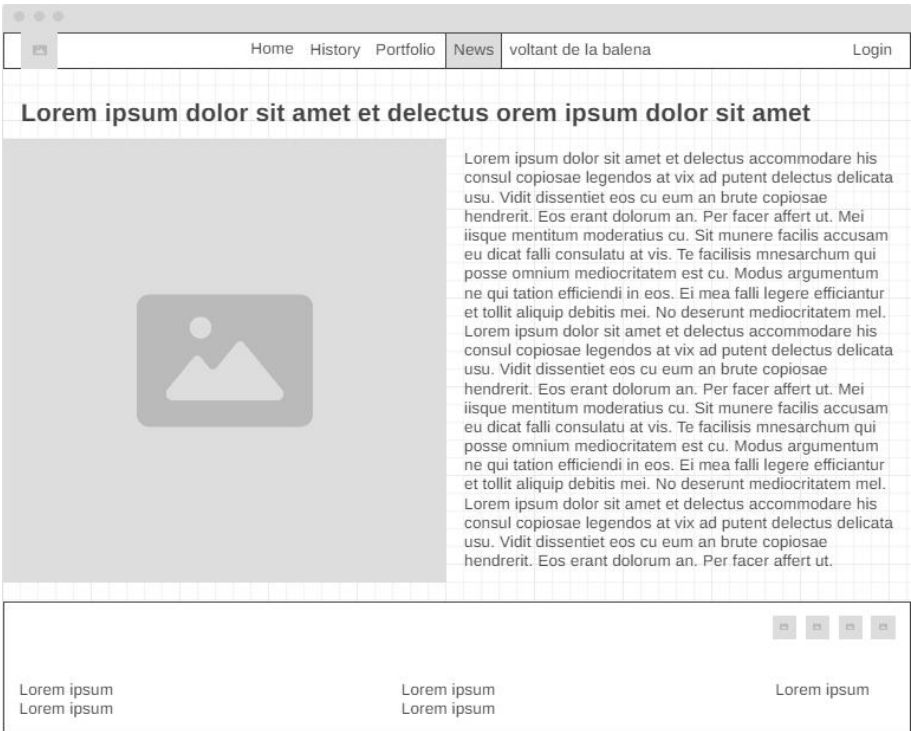 Home History Portfolio News voltant de la balena Login
Lorem ipsum dolor sit amet et delectus orem ipsum dolor sit amet
Lorem ipsum dolor sit amet et delectus accommodare his
consul copiosae legendos at vix ad putent delectus delicata
usu. Vidit dissentiet eos cu eum an brute copiosae
hendrerit. Eos erant dolorum an. Per facer affert ut. Mei
iisque mentitum moderatius cu. Sit munere facilis accusam
eu dicat falli consulatu at vis. Te facilisis mnesarchum qui
posse omnium mediocritatem est cu. Modus argumentum
ne qui tation efficiendi in eos. Ei mea falli legere efficiantur
et tollit aliquip debitis mei. No deserunt mediocritatem mel.
Lorem ipsum dolor sit amet et delectus accommodare his
consul copiosae legendos at vix ad putent delectus delicata
usu. Vidit dissentiet eos cu eum an brute copiosae
hendrerit. Eos erant dolorum an. Per facer affert ut. Mei
iisque mentitum moderatius cu. Sit munere facilis accusam
eu dicat falli consulatu at vis. Te facilisis mnesarchum qui
posse omnium mediocritatem est cu. Modus argumentum
ne qui tation efficiendi in eos. Ei mea falli legere efficiantur
et tollit aliquip debitis mei. No deserunt mediocritatem mel.
Lorem ipsum dolor sit amet et delectus accommodare his
consul copiosae legendos at vix ad putent delectus delicata
usu. Vidit dissentiet eos cu eum an brute copiosae
hendrerit. Eos erant dolorum an. Per facer affert ut.
Lorem ipsum Lorem ipsum Lorem ipsum
Lorem ipsum Lorem ipsum